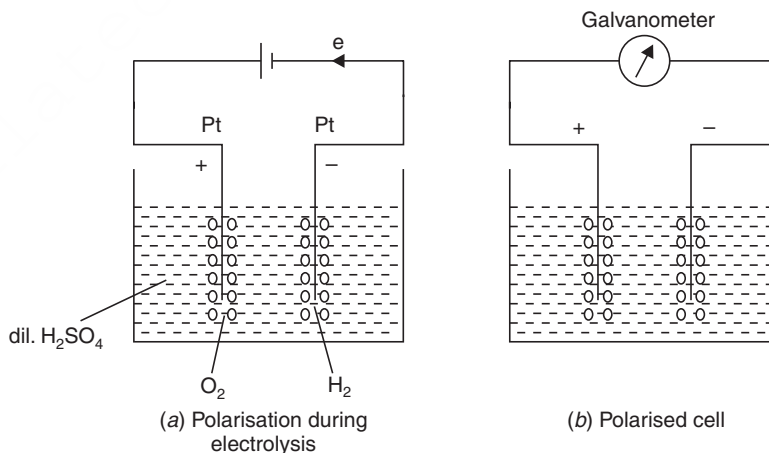 Galvanometer
e
Pt Pt
+ −
+ −
dil. H₂SO₄
O₂ H₂
(a) Polarisation during
electrolysis
(b) Polarised cell